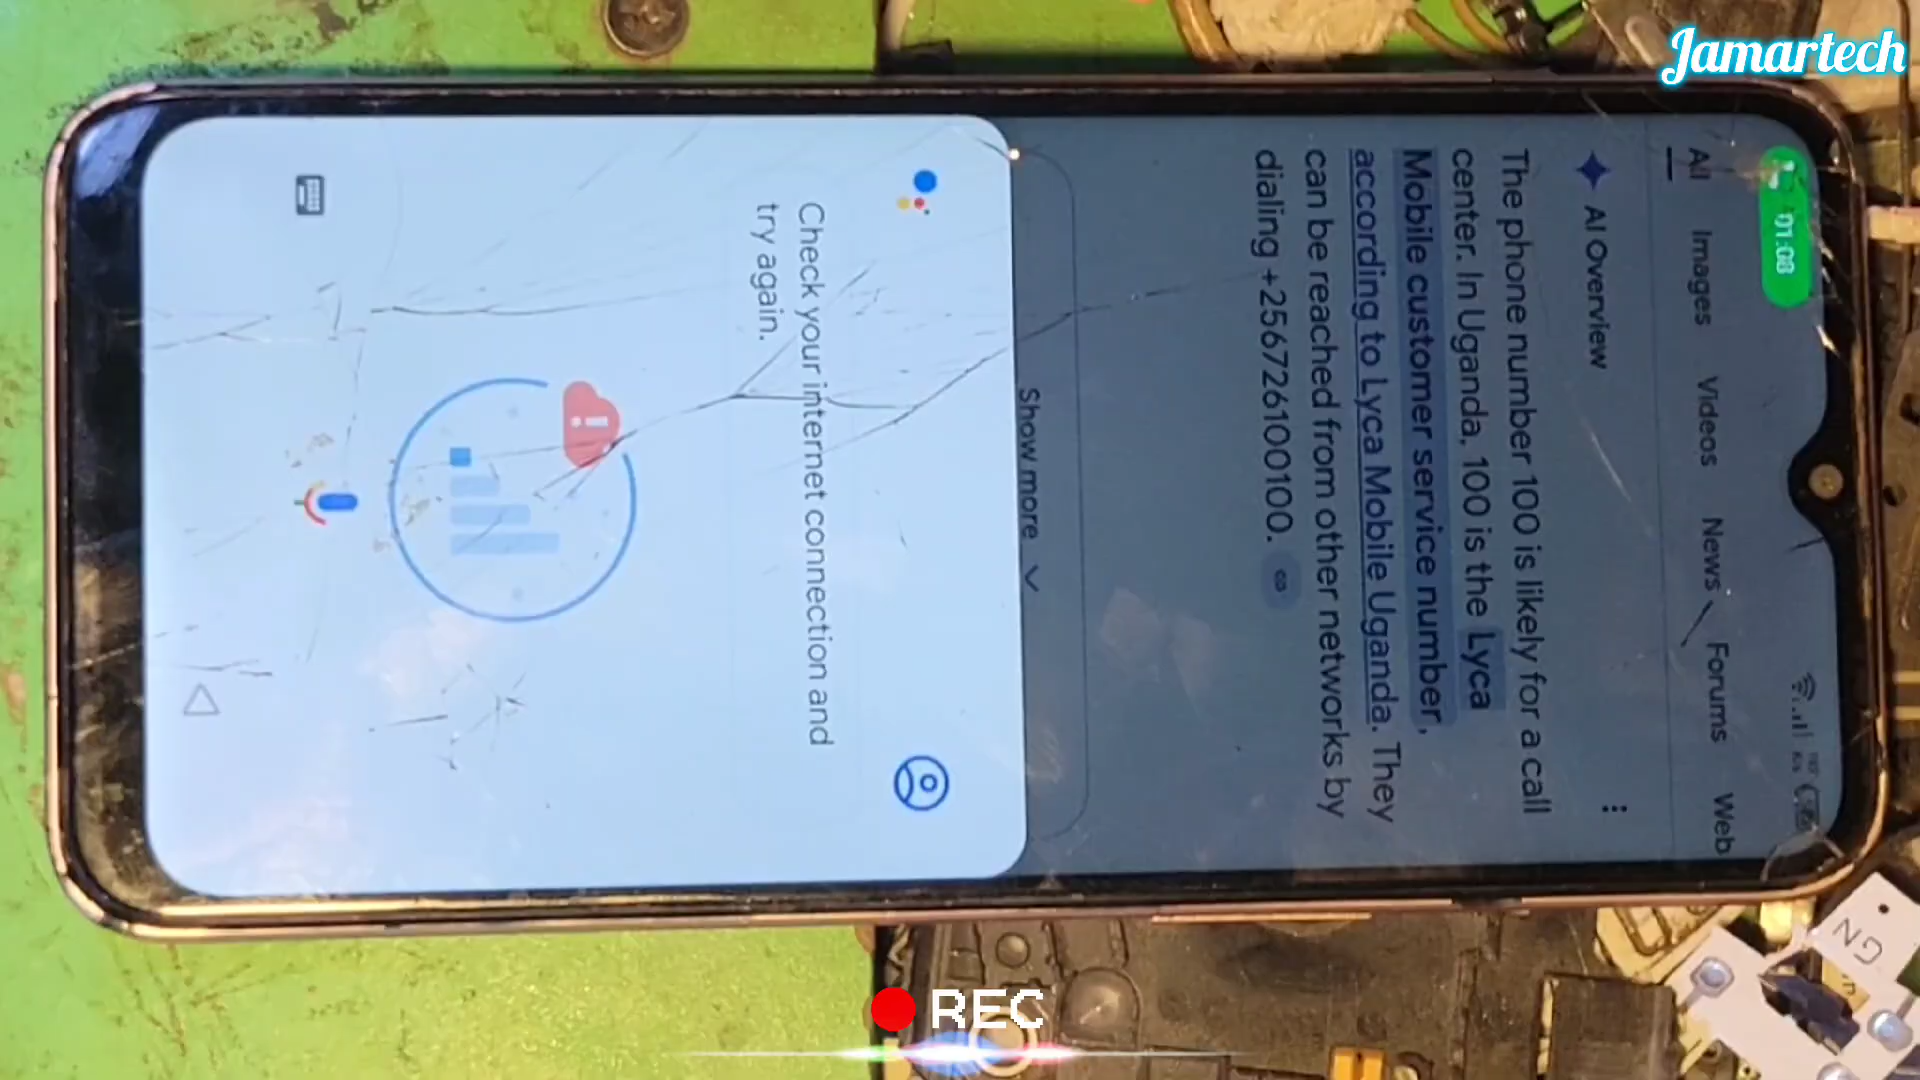 Jamartech
01:08
All Images Videos News Forums Web
AI Overview
The phone number 100 is likely for a call
center. In Uganda, 100 is the Lyca
Mobile customer service number,
according to Lyca Mobile Uganda. They
can be reached from other networks by
dialing +256726100100.
Show more
Check your internet connection and
try again.
REC
GN